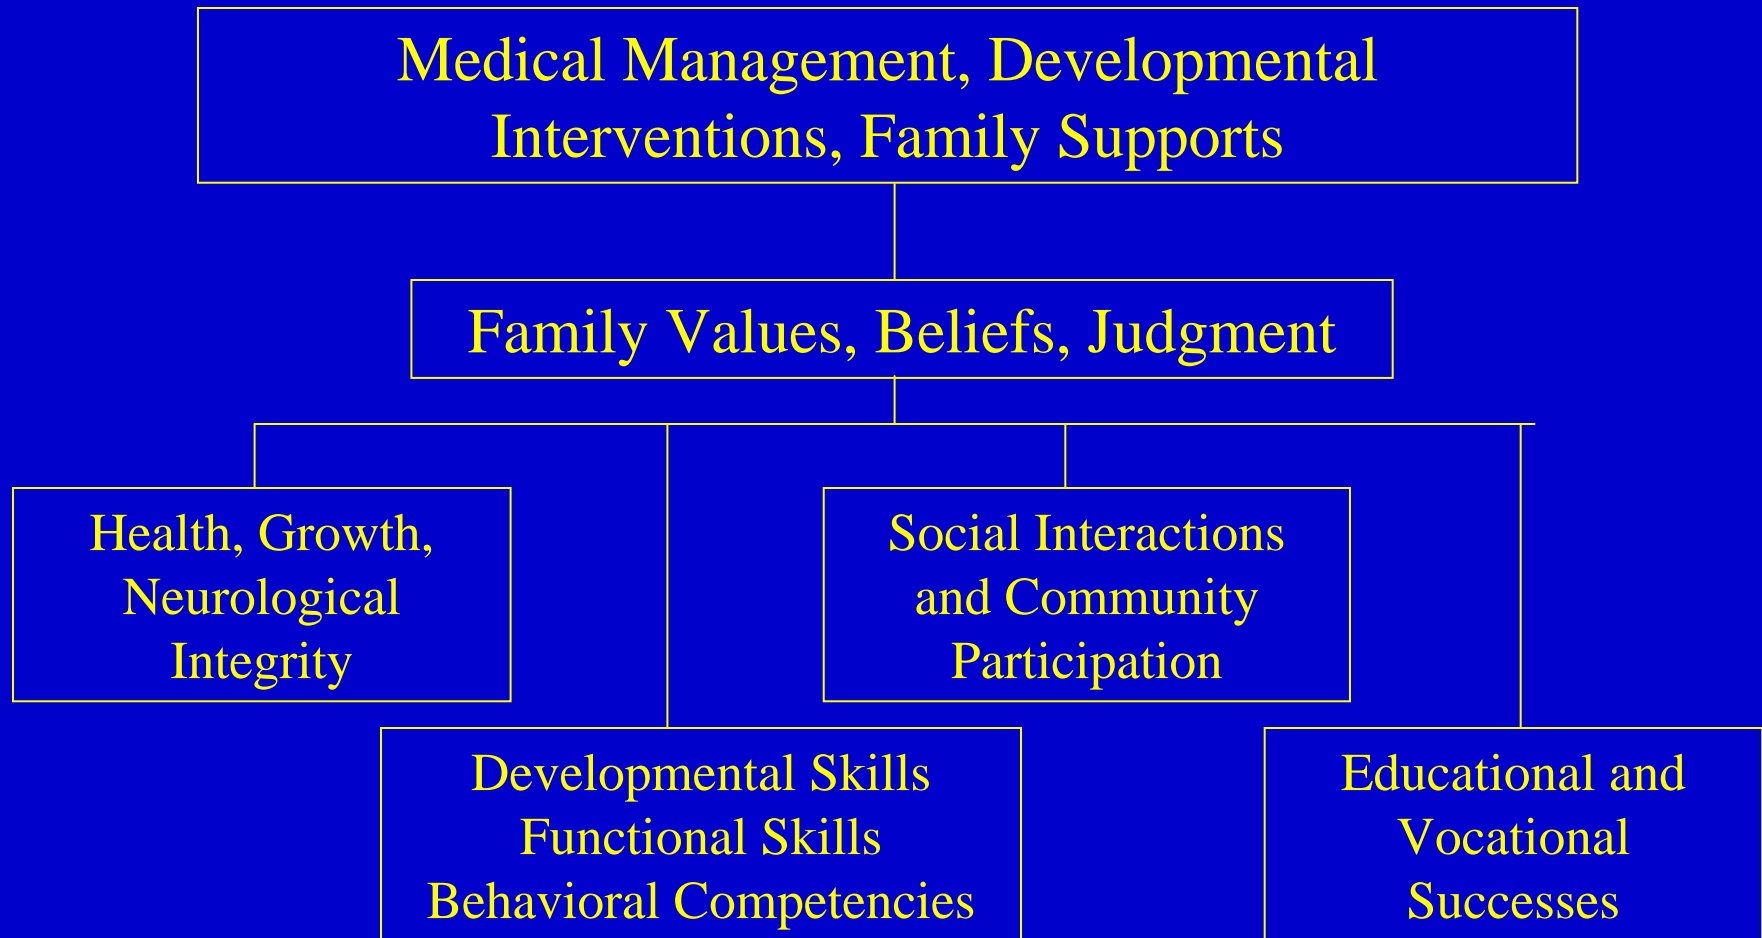 Medical Management, Developmental
Interventions, Family Supports
Family Values, Beliefs, Judgment
Health, Growth,
Neurological
Integrity
Social Interactions
and Community
Participation
Developmental Skills
Functional Skills
Behavioral Competencies
Educational and
Vocational
Successes